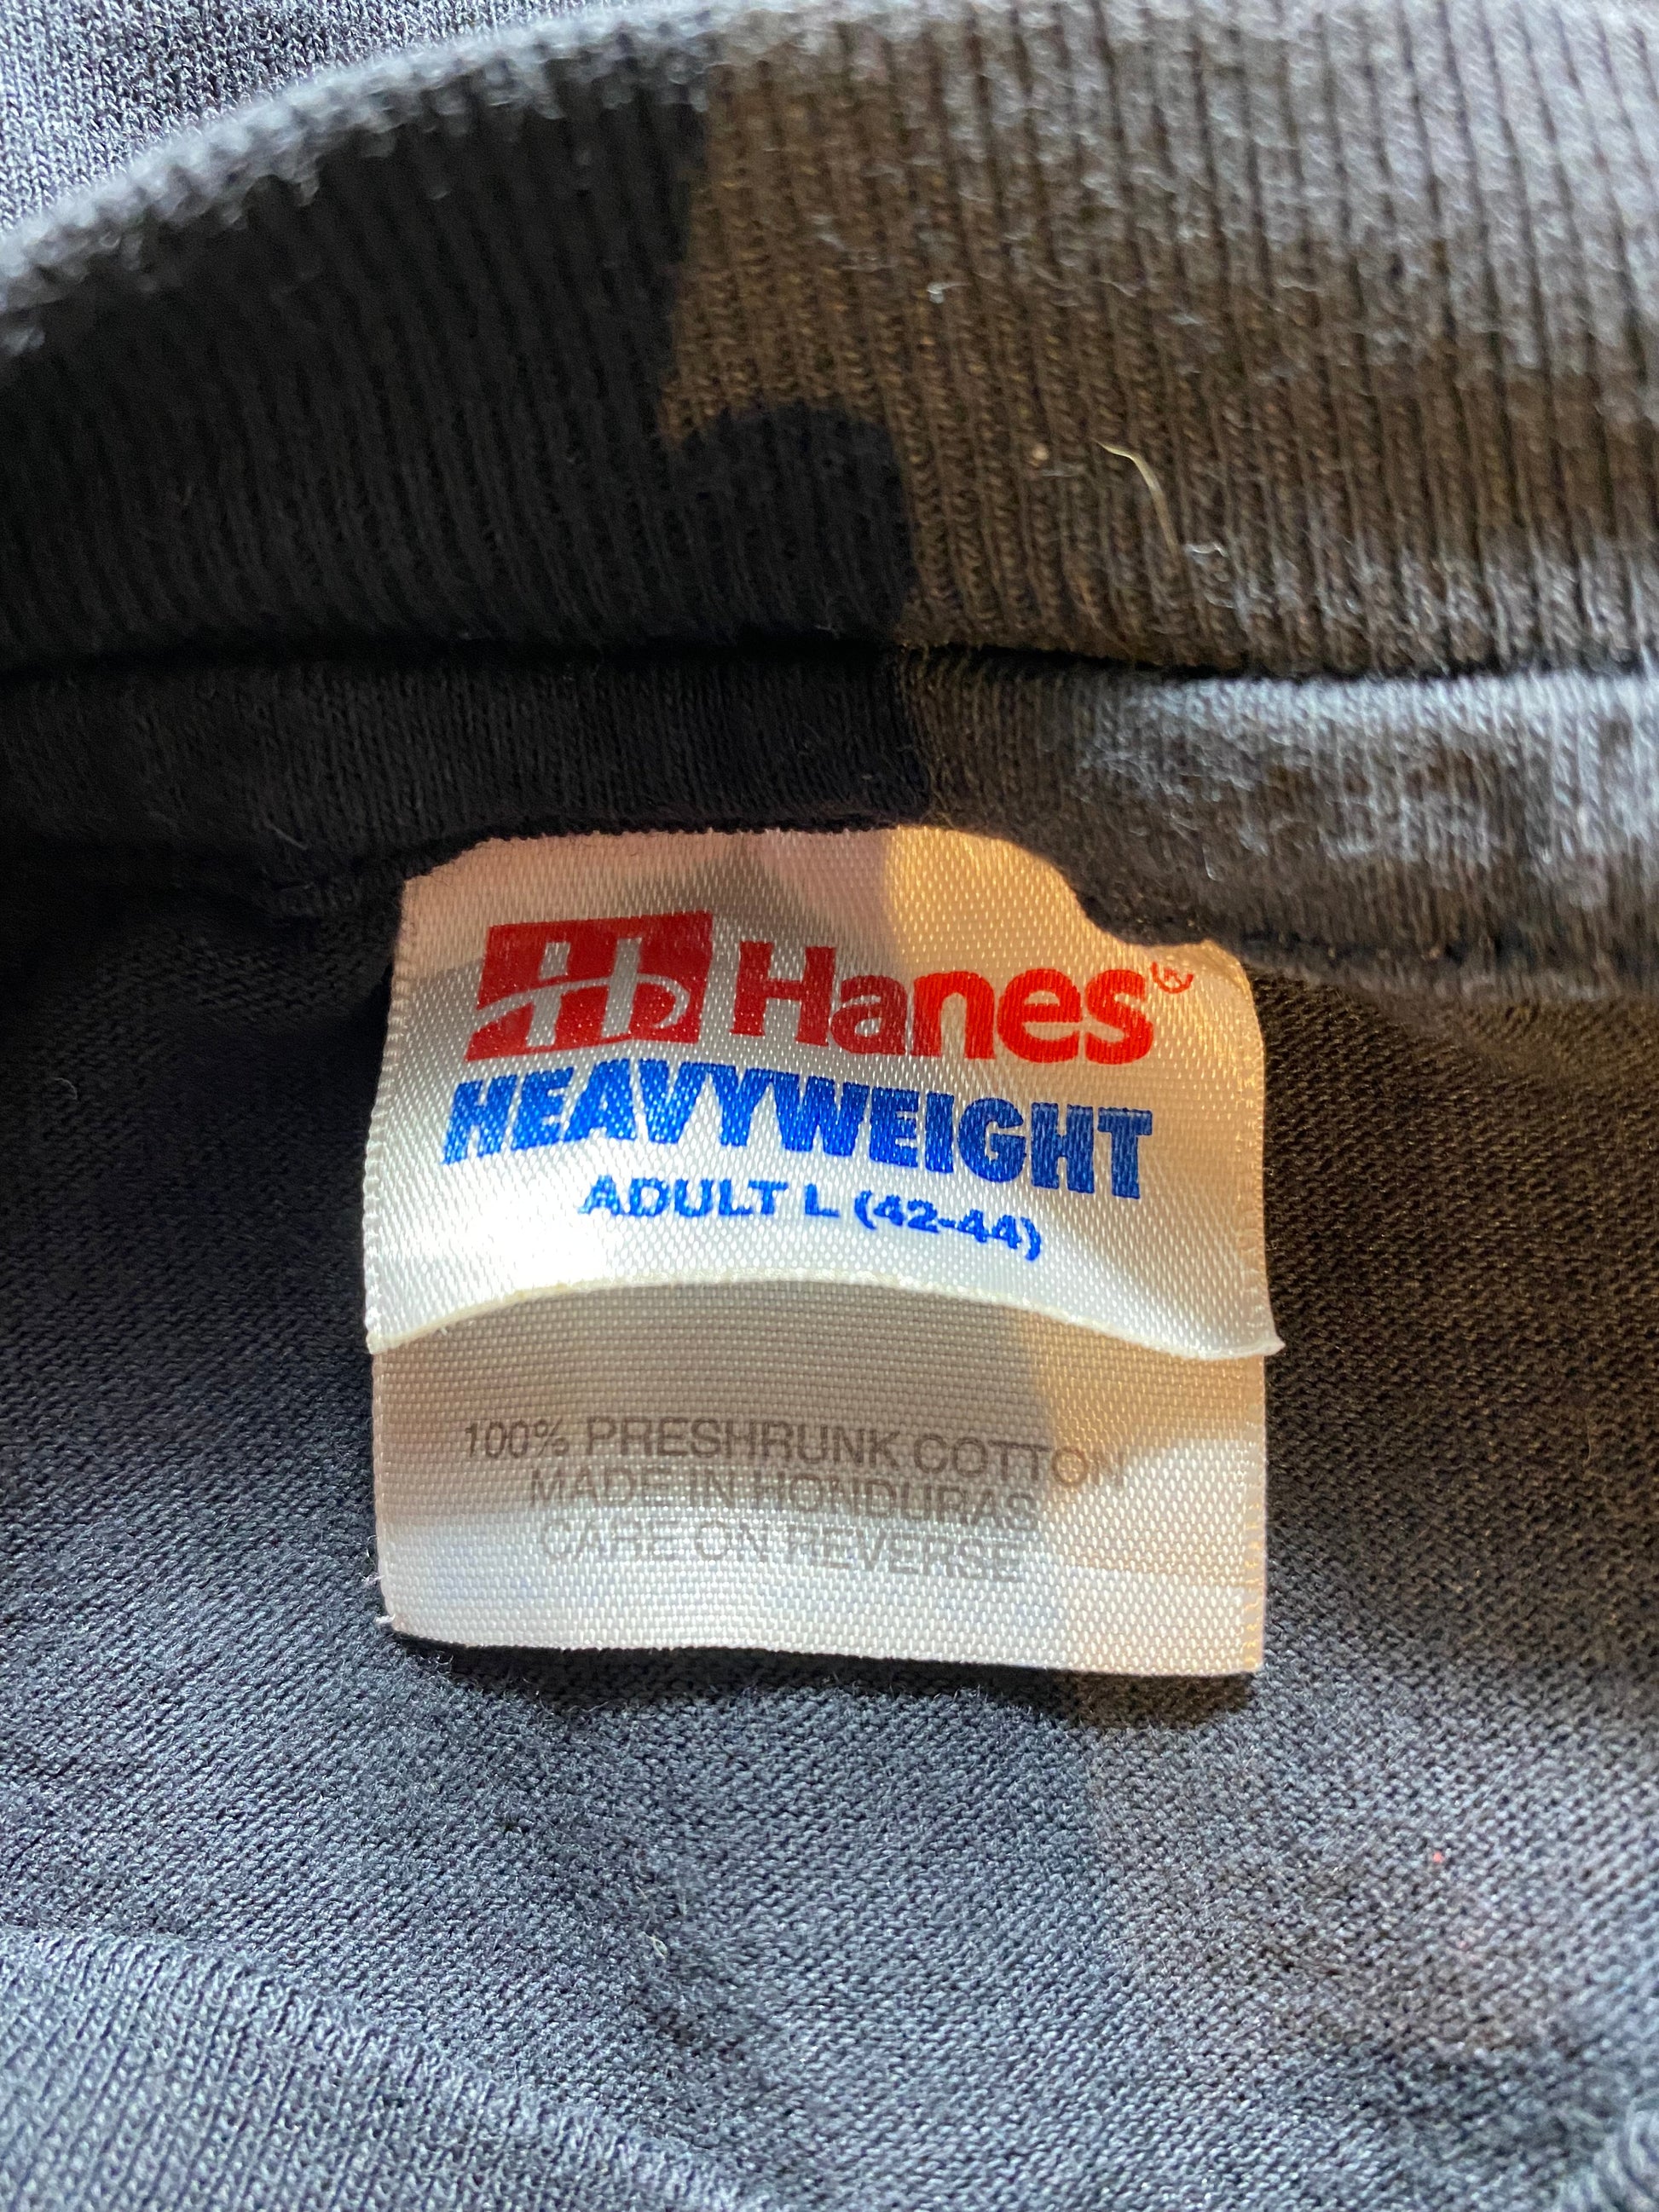 Hanes®
HEAVYWEIGHT
ADULT L (42-44)
100% PRESHRUNK COTTON
MADE IN HONDURAS
CARE ON REVERSE